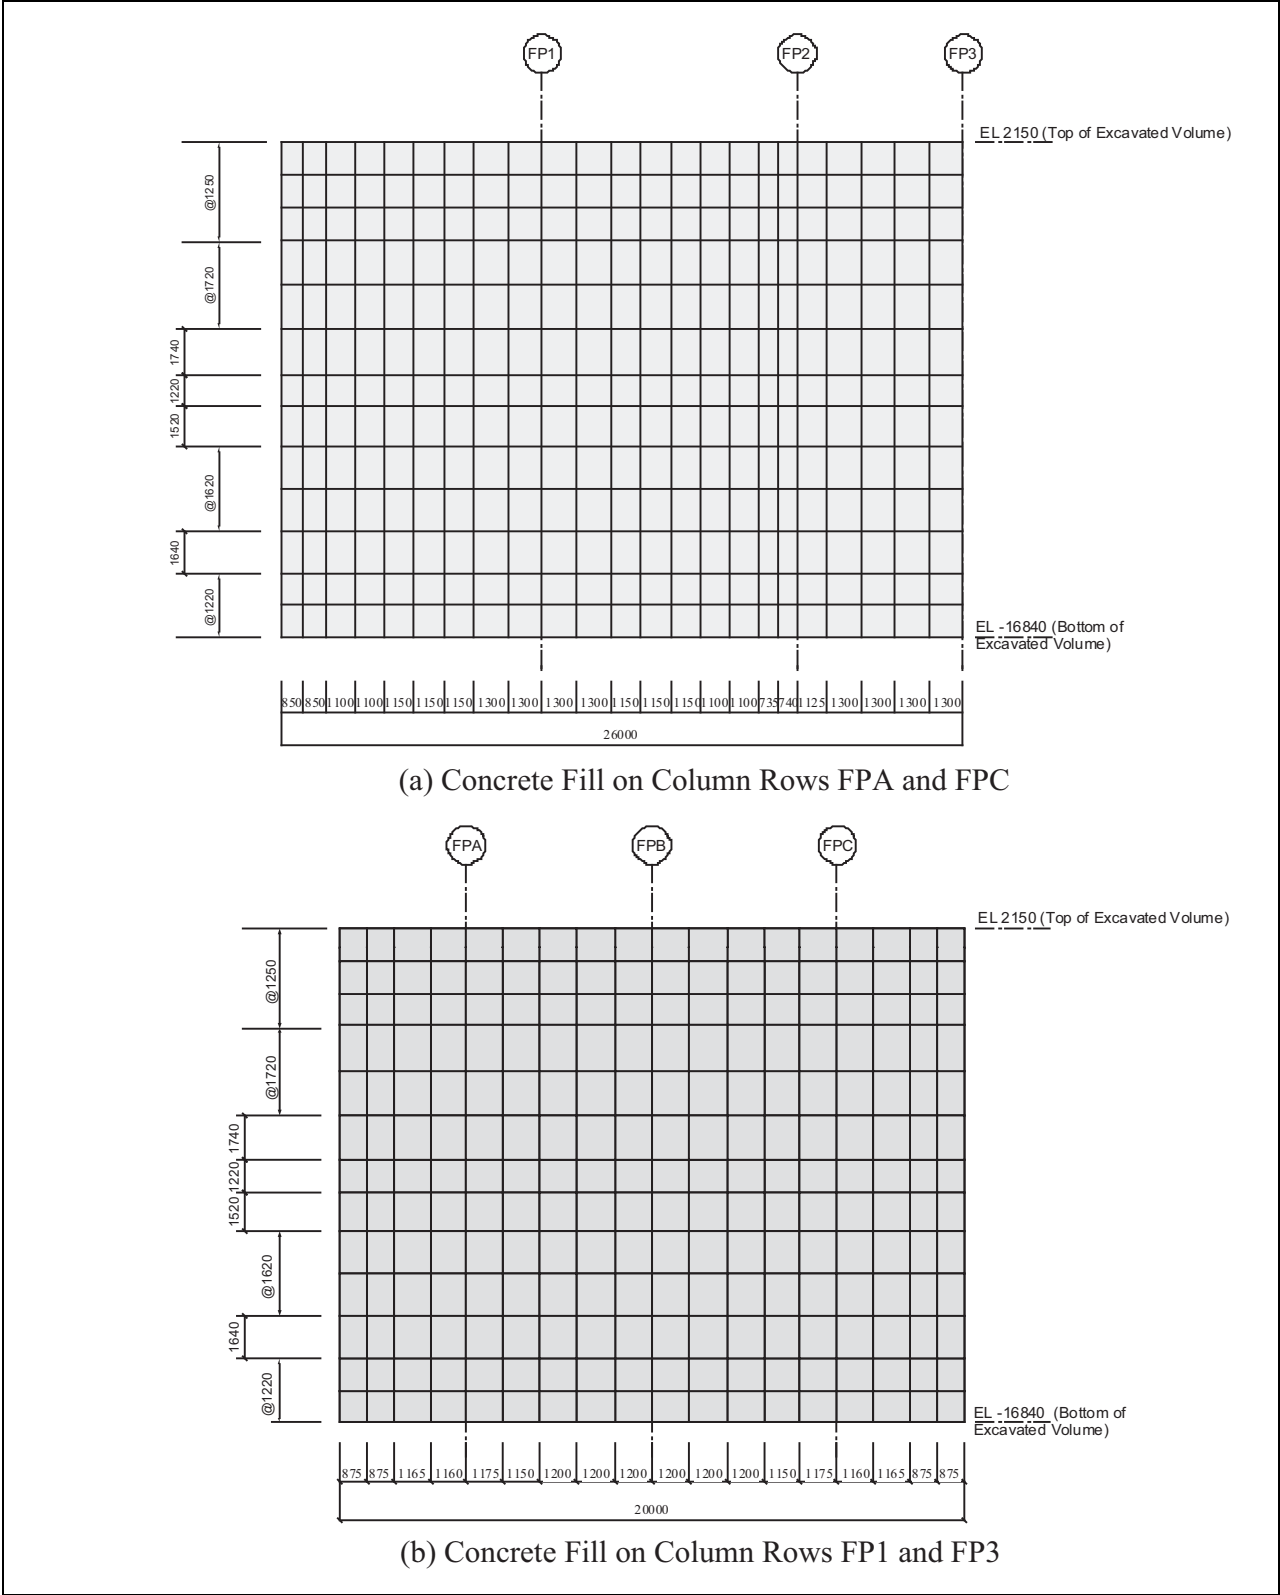 FP1 FP2 FP3
EL 2150 (Top of Excavated Volume)
@1250
@1720
1740
1220
1520
@1620
1640
@1220
EL -16840 (Bottom of
Excavated Volume)
850 850 1100 1100 1150 1150 1150 1300 1300 1300 1300 1150 1150 1150 1100 1100 735 740 1125 1300 1300 1300 1300
26000
(a) Concrete Fill on Column Rows FPA and FPC
FPA FPB FPC
EL 2150 (Top of Excavated Volume)
@1250
@1720
1740
1220
1520
@1620
1640
@1220
EL -16840 (Bottom of
Excavated Volume)
875 875 1165 1160 1175 1150 1200 1200 1200 1200 1200 1200 1150 1175 1160 1165 875 875
20000
(b) Concrete Fill on Column Rows FP1 and FP3